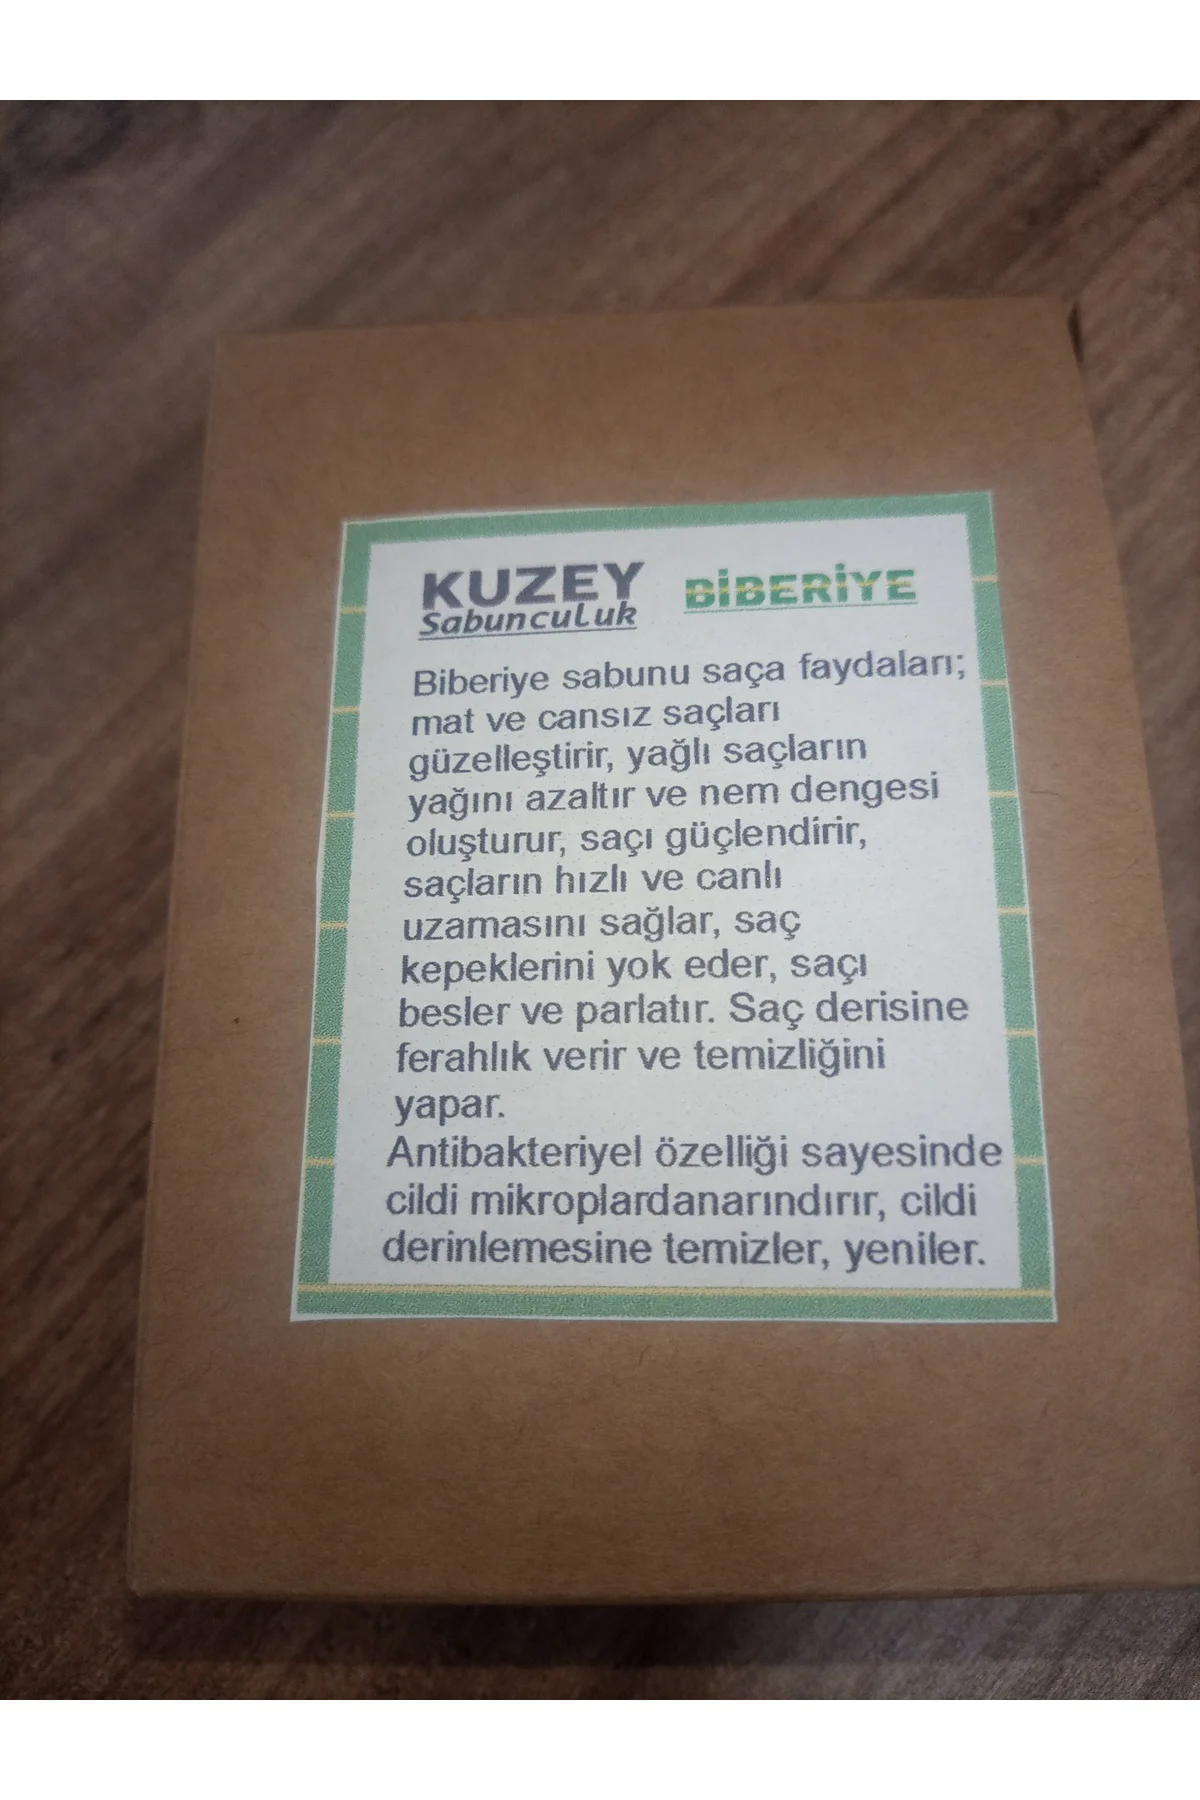 KUZEY
SabuncuLuk
BİBERİYE
Biberiye sabunu saça faydaları;
mat ve cansız saçları
güzelleştirir, yağlı saçların
yağını azaltır ve nem dengesi
oluşturur, saçı güçlendirir,
saçların hızlı ve canlı
uzamasını sağlar, saç
kepeklerini yok eder, saçı
besler ve parlatır. Saç derisine
ferahlık verir ve temizliğini
yapar.
Antibakteriyel özelliği sayesinde
cildi mikroplardanarındırır, cildi
derinlemesine temizler, yeniler.